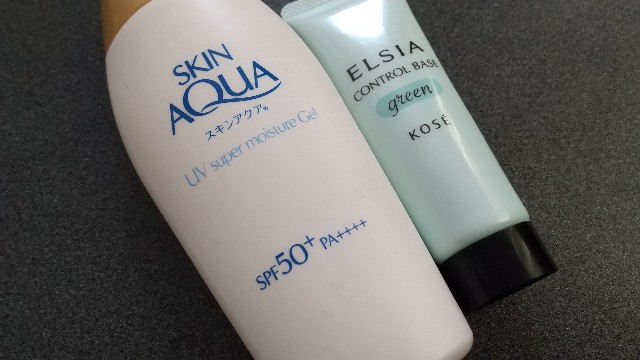 SKIN
AQUA
スキンアクア®
UV super moisture Gel
SPF50+ PA++++
ELSIA
CONTROL BASE
green
KOSÉ